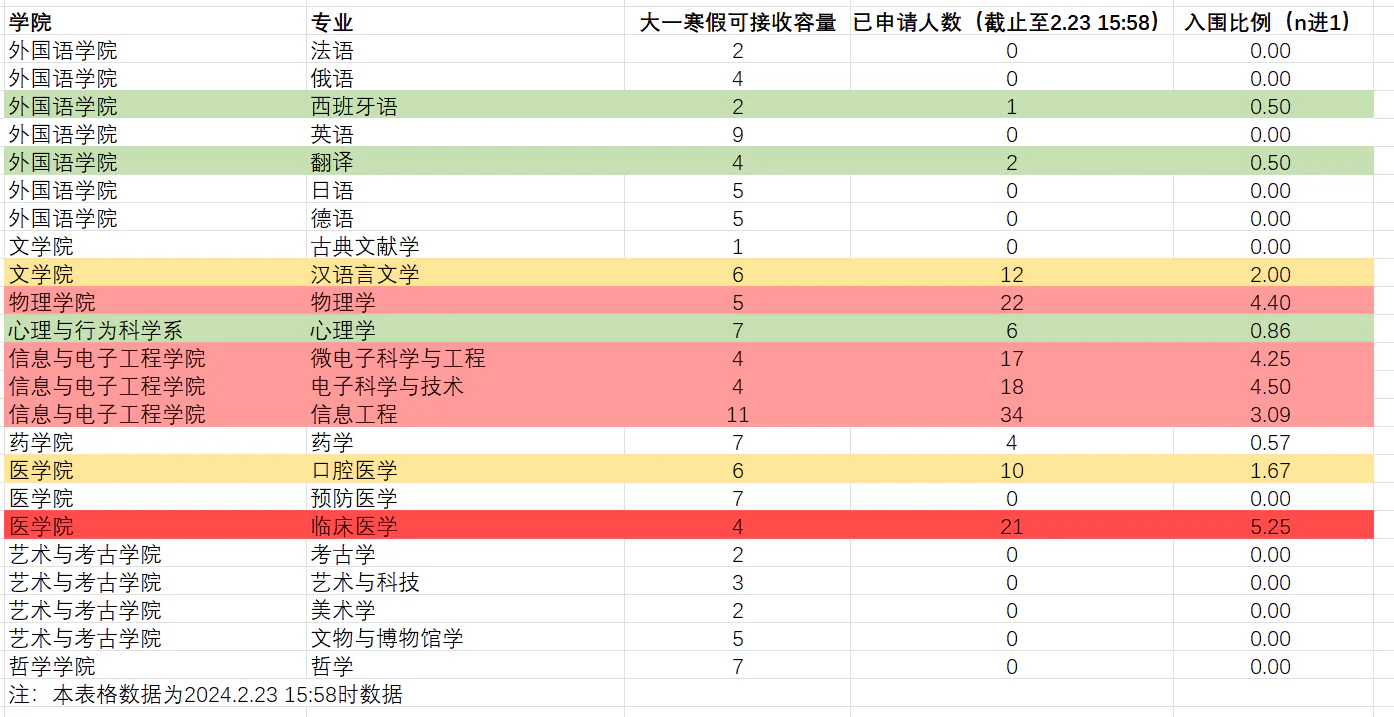 学院 专业 大一寒假可接收容量 已申请人数（截止至2.23 15:58） 入围比例（n进1）
外国语学院 法语 2 0 0.00
外国语学院 俄语 4 0 0.00
外国语学院 西班牙语 2 1 0.50
外国语学院 英语 9 0 0.00
外国语学院 翻译 4 2 0.50
外国语学院 日语 5 0 0.00
外国语学院 德语 5 0 0.00
文学院 古典文献学 1 0 0.00
文学院 汉语言文学 6 12 2.00
物理学院 物理学 5 22 4.40
心理与行为科学系 心理学 7 6 0.86
信息与电子工程学院 微电子科学与工程 4 17 4.25
信息与电子工程学院 电子科学与技术 4 18 4.50
信息与电子工程学院 信息工程 11 34 3.09
药学院 药学 7 4 0.57
医学院 口腔医学 6 10 1.67
医学院 预防医学 7 0 0.00
医学院 临床医学 4 21 5.25
艺术与考古学院 考古学 2 0 0.00
艺术与考古学院 艺术与科技 3 0 0.00
艺术与考古学院 美术学 2 0 0.00
艺术与考古学院 文物与博物馆学 5 0 0.00
哲学学院 哲学 7 0 0.00
注：本表格数据为2024.2.23 15:58时数据